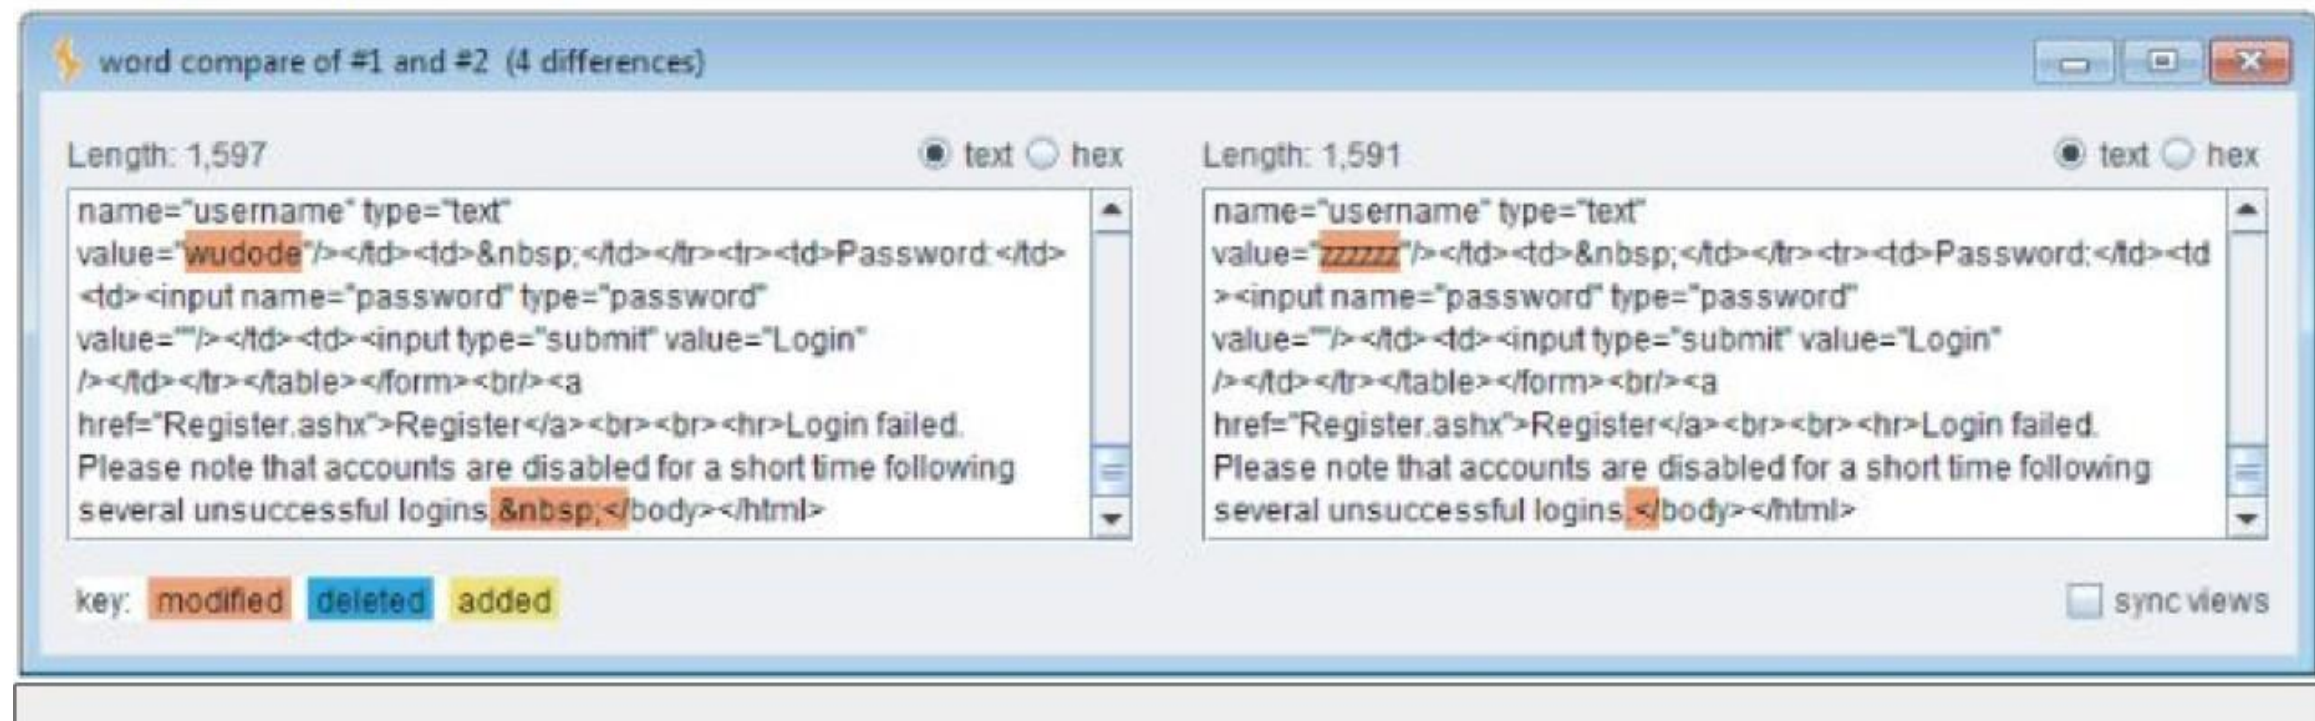 word compare of #1 and #2 (4 differences)
Length: 1,597
text hex
name="username" type="text"
value="wudode"/></td><td>&nbsp;</td></tr><tr><td>Password:</td>
<td><input name="password" type="password"
value=""/></td><td><input type="submit" value="Login"
/></td></tr></table></form><br/><a
href="Register.ashx">Register</a><br><br><hr>Login failed.
Please note that accounts are disabled for a short time following
several unsuccessful logins.&nbsp;</body></html>
Length: 1,591
text hex
name="username" type="text"
value="zzzzzz"/></td><td>&nbsp;</td></tr><tr><td>Password:</td><td
><input name="password" type="password"
value=""/></td><td><input type="submit" value="Login"
/></td></tr></table></form><br/><a
href="Register.ashx">Register</a><br><br><hr>Login failed.
Please note that accounts are disabled for a short time following
several unsuccessful logins.</body></html>
key: modified deleted added
sync views